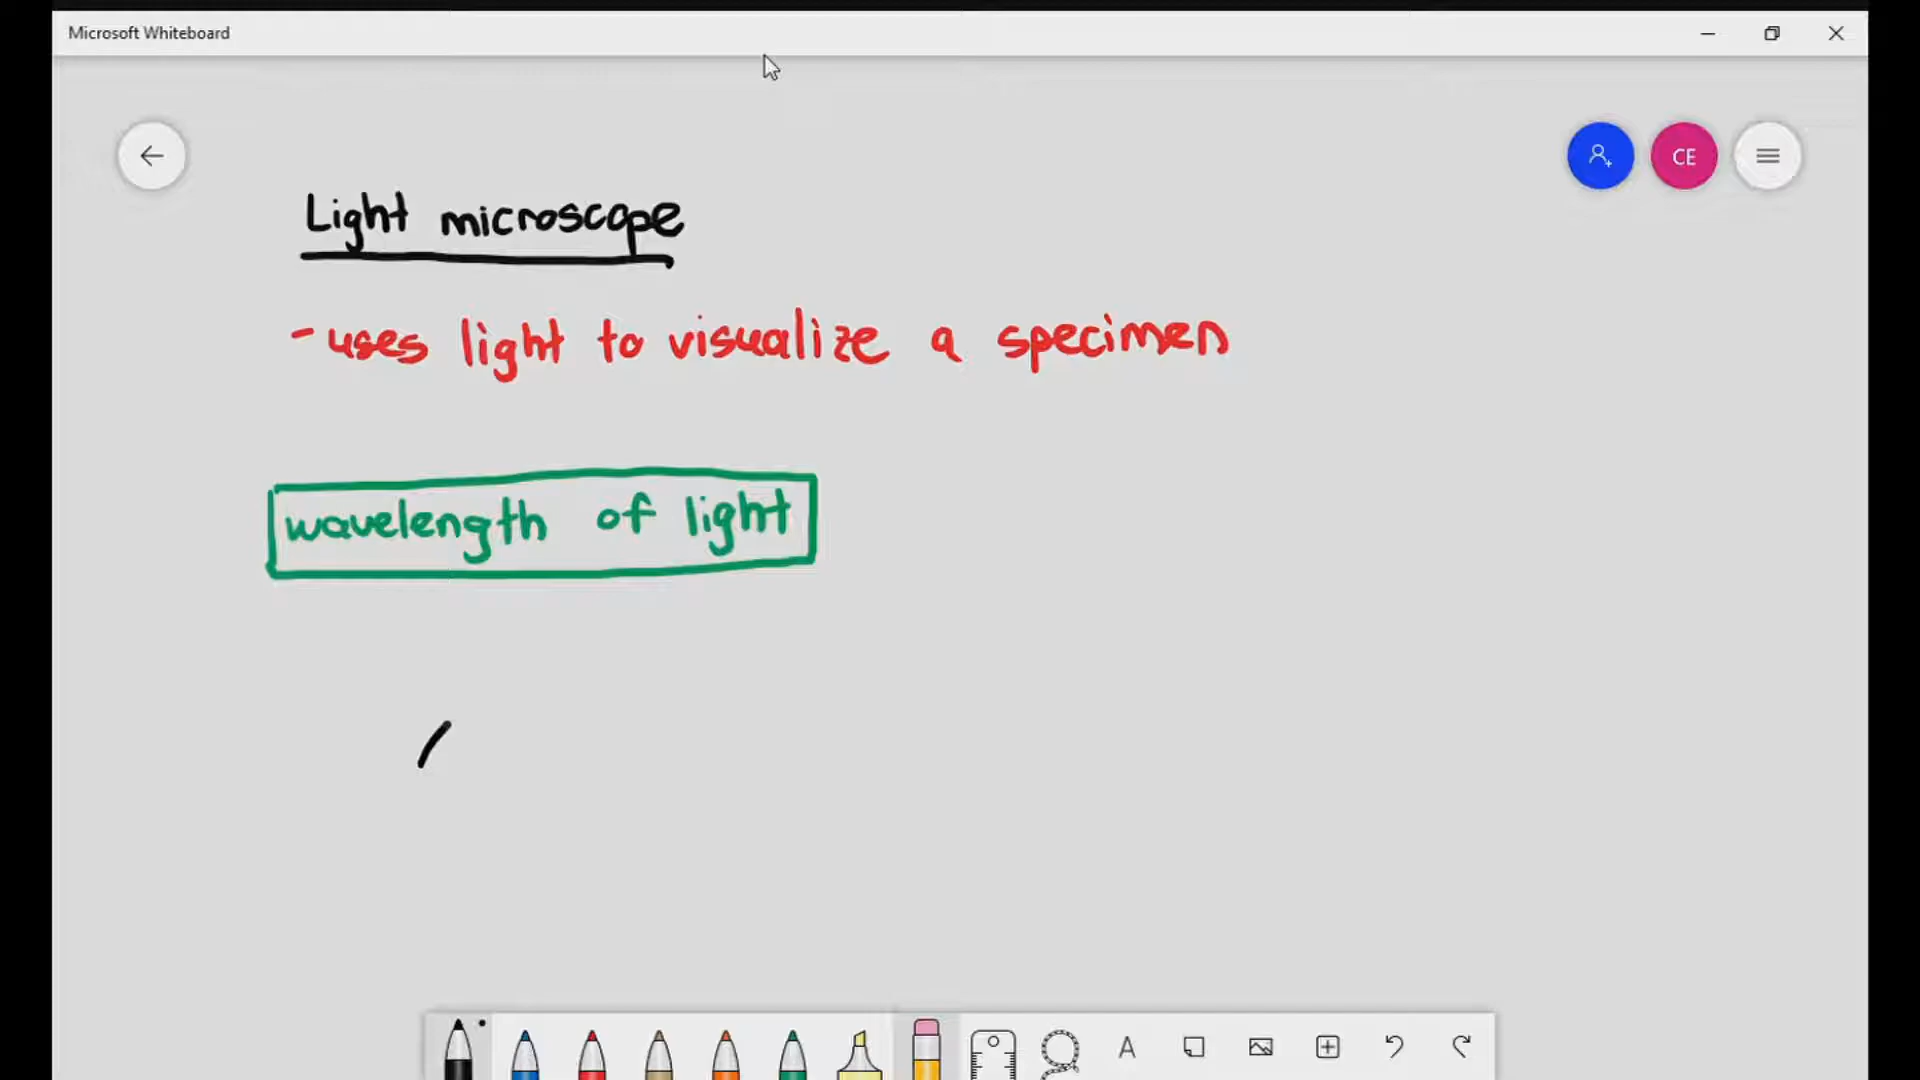 Microsoft Whiteboard
CE
Light microscope
- uses light to visualize a specimen
wavelength of light
A